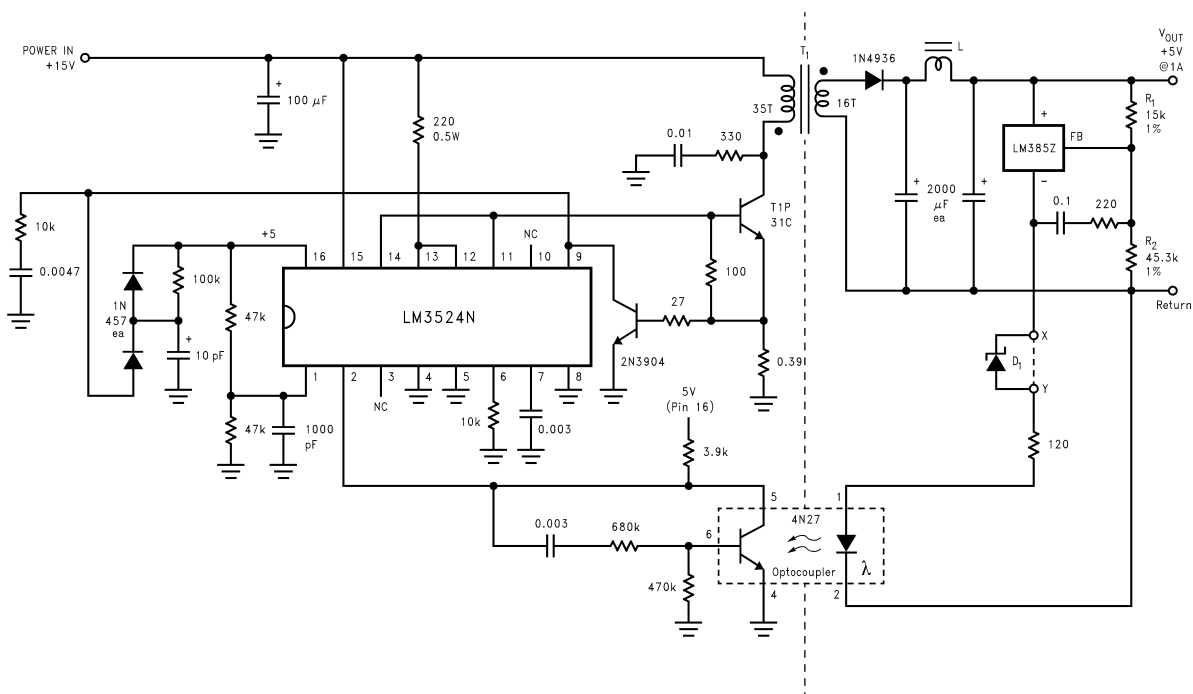 POWER IN
+15V
+
100 μF
220
0.5W
35T
T1
16T
1N4936
L
VOUT
+5V
@1A
R1
15k
1%
+
LM385Z
FB
−
0.01
330
T1P
31C
+
2000
μF
ea
+
0.1
220
R2
45.3k
1%
Return
10k
0.0047
+5
1N
457
ea
100k
+
10 pF
47k
16
15
14
13
12
11
NC
10
9
LM3524N
100
27
2N3904
0.39
1
2
3
4
5
6
7
8
NC
47k
1000
pF
10k
0.003
5V
(Pin 16)
3.9k
X
D1
Y
120
0.003
680k
470k
5
6
4
4N27
Optocoupler
λ
1
2